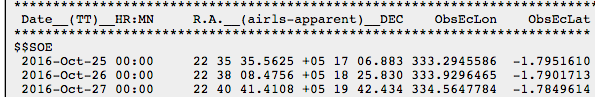 ******************************************************************************
Date__(TT)__HR:MN R.A.__(airls-apparent)__DEC ObsEcLon ObsEcLat
******************************************************************************
$$SOE
2016-Oct-25 00:00 22 35 35.5625 +05 17 06.883 333.2945586 -1.7951610
2016-Oct-26 00:00 22 38 08.4756 +05 18 25.830 333.9296465 -1.7901713
2016-Oct-27 00:00 22 40 41.4108 +05 19 42.434 334.5647784 -1.7849614